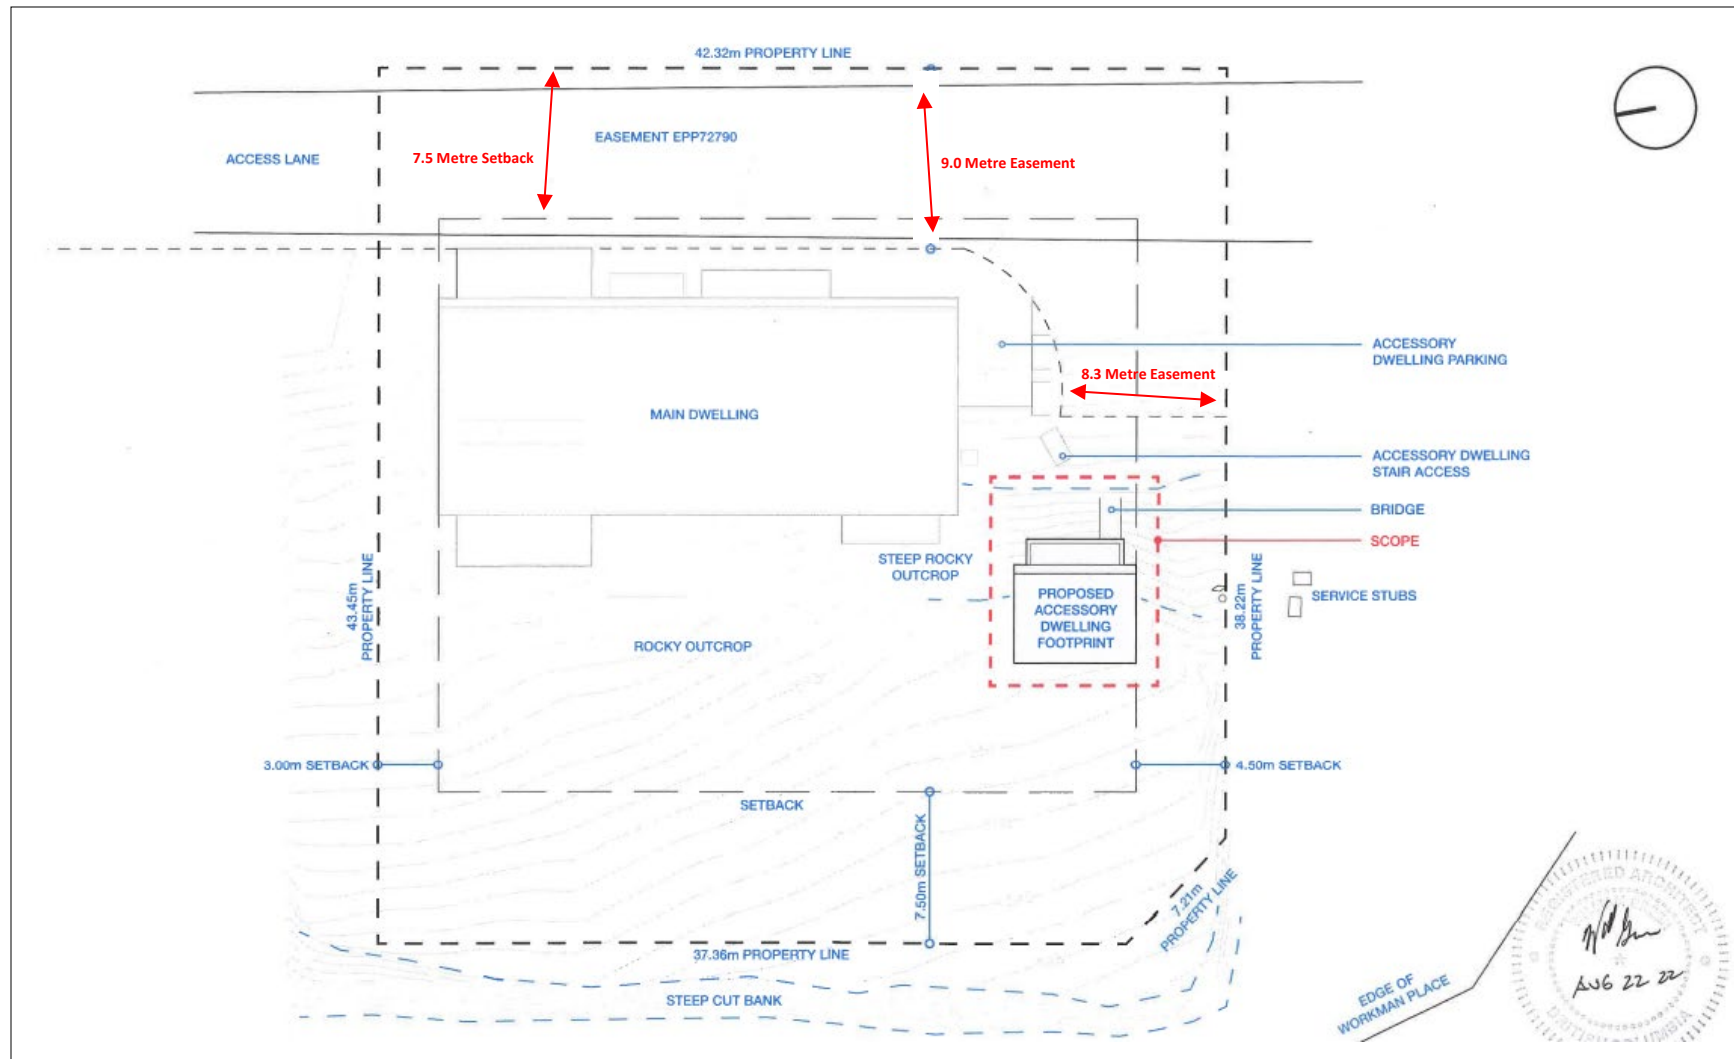 42.32m PROPERTY LINE
EASEMENT EPP72790
ACCESS LANE
7.5 Metre Setback
9.0 Metre Easement
ACCESSORY
DWELLING PARKING
8.3 Metre Easement
MAIN DWELLING
ACCESSORY DWELLING
STAIR ACCESS
BRIDGE
SCOPE
STEEP ROCKY
OUTCROP
PROPOSED
ACCESSORY
DWELLING
FOOTPRINT
SERVICE STUBS
43.45m
PROPERTY LINE
38.22m
PROPERTY LINE
ROCKY OUTCROP
3.00m SETBACK
4.50m SETBACK
SETBACK
7.50m SETBACK
7.21m
PROPERTY LINE
37.36m PROPERTY LINE
STEEP CUT BANK
EDGE OF
WORKMAN PLACE
REGISTERED ARCHITECT
AUG 22 22
BRITISH COLUMBIA